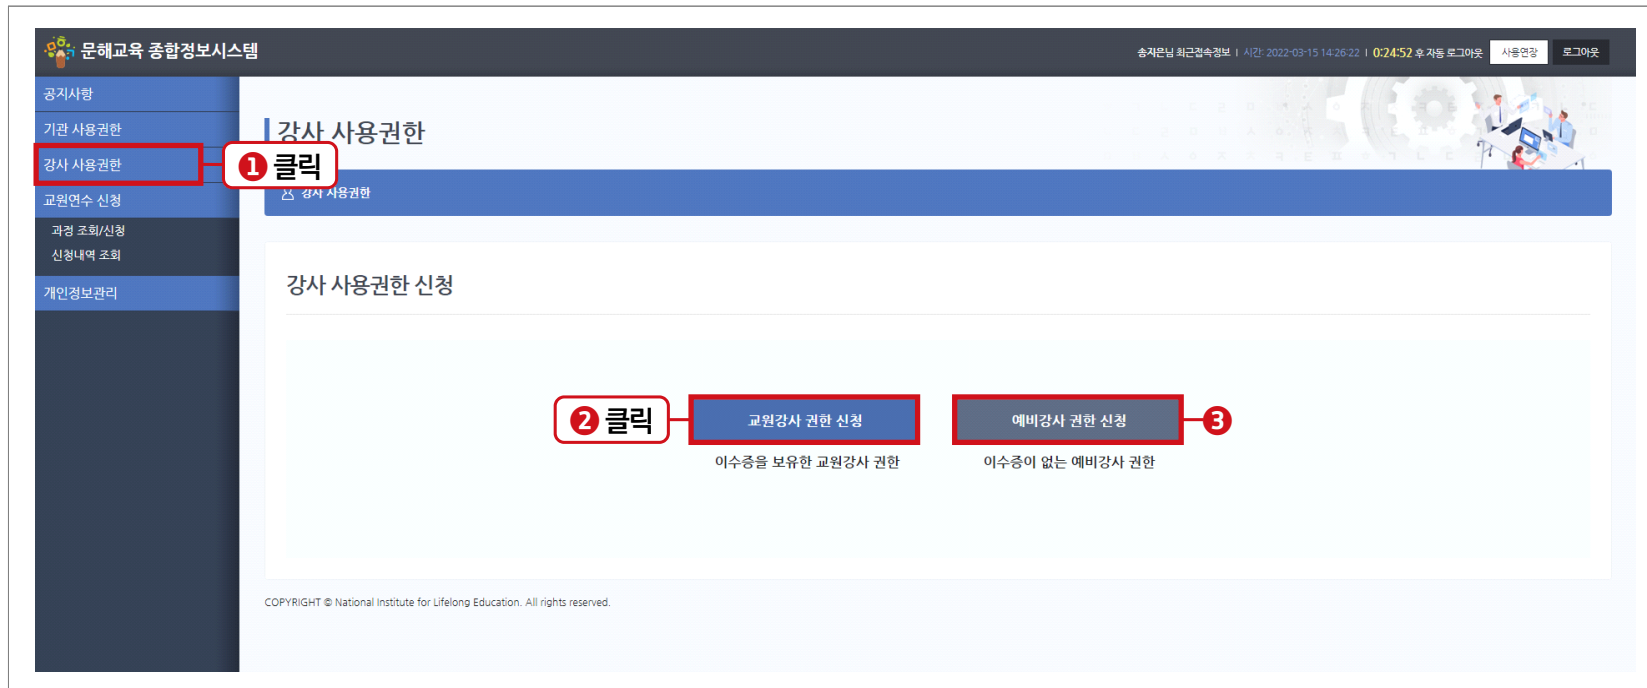 문해교육 종합정보시스템
송지은님 최근접속정보 | 시간: 2022-03-15 14:26:22 | 0:24:52 후 자동 로그아웃 사용연장 로그아웃
공지사항
기관 사용권한
강사 사용권한
교원연수 신청
과정 조회/신청
신청내역 조회
개인정보관리
강사 사용권한
1 클릭
강사 사용권한
강사 사용권한 신청
2 클릭
교원강사 권한 신청
예비강사 권한 신청
3
이수증을 보유한 교원강사 권한
이수증이 없는 예비강사 권한
COPYRIGHT © National Institute for Lifelong Education. All rights reserved.